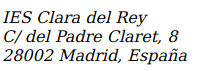 IES Clara del Rey
C/ del Padre Claret, 8
28002 Madrid, España